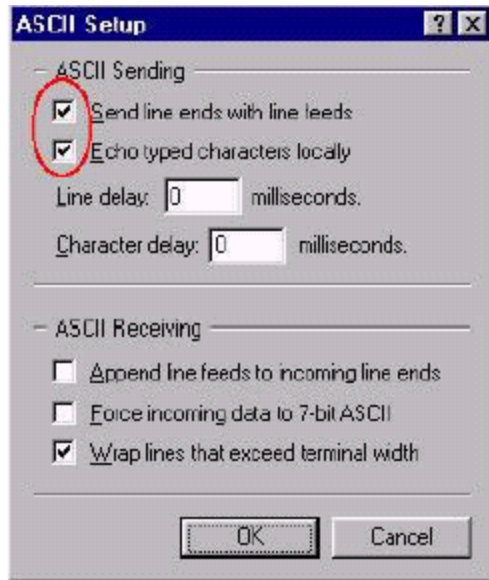 ASCII Setup
ASCII Sending
Send line ends with line feeds
Echo typed characters locally
Line delay: 0 milliseconds.
Character delay: 0 milliseconds.
ASCII Receiving
Append line feeds to incoming line ends
Force incoming data to 7-bit ASCII
Wrap lines that exceed terminal width
OK Cancel